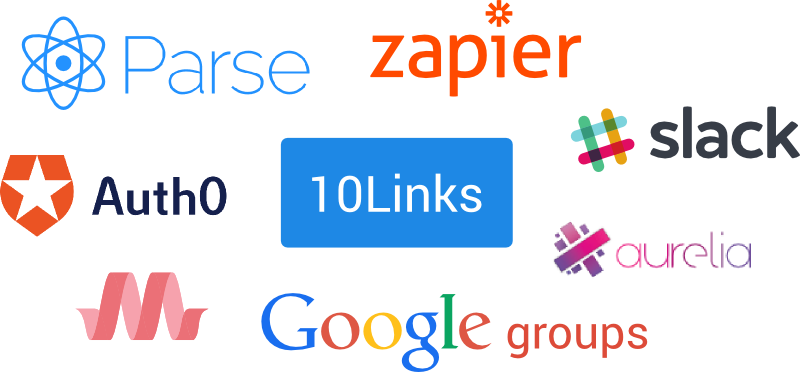 Parse
zapier
slack
Auth0
10Links
aurelia
Google groups